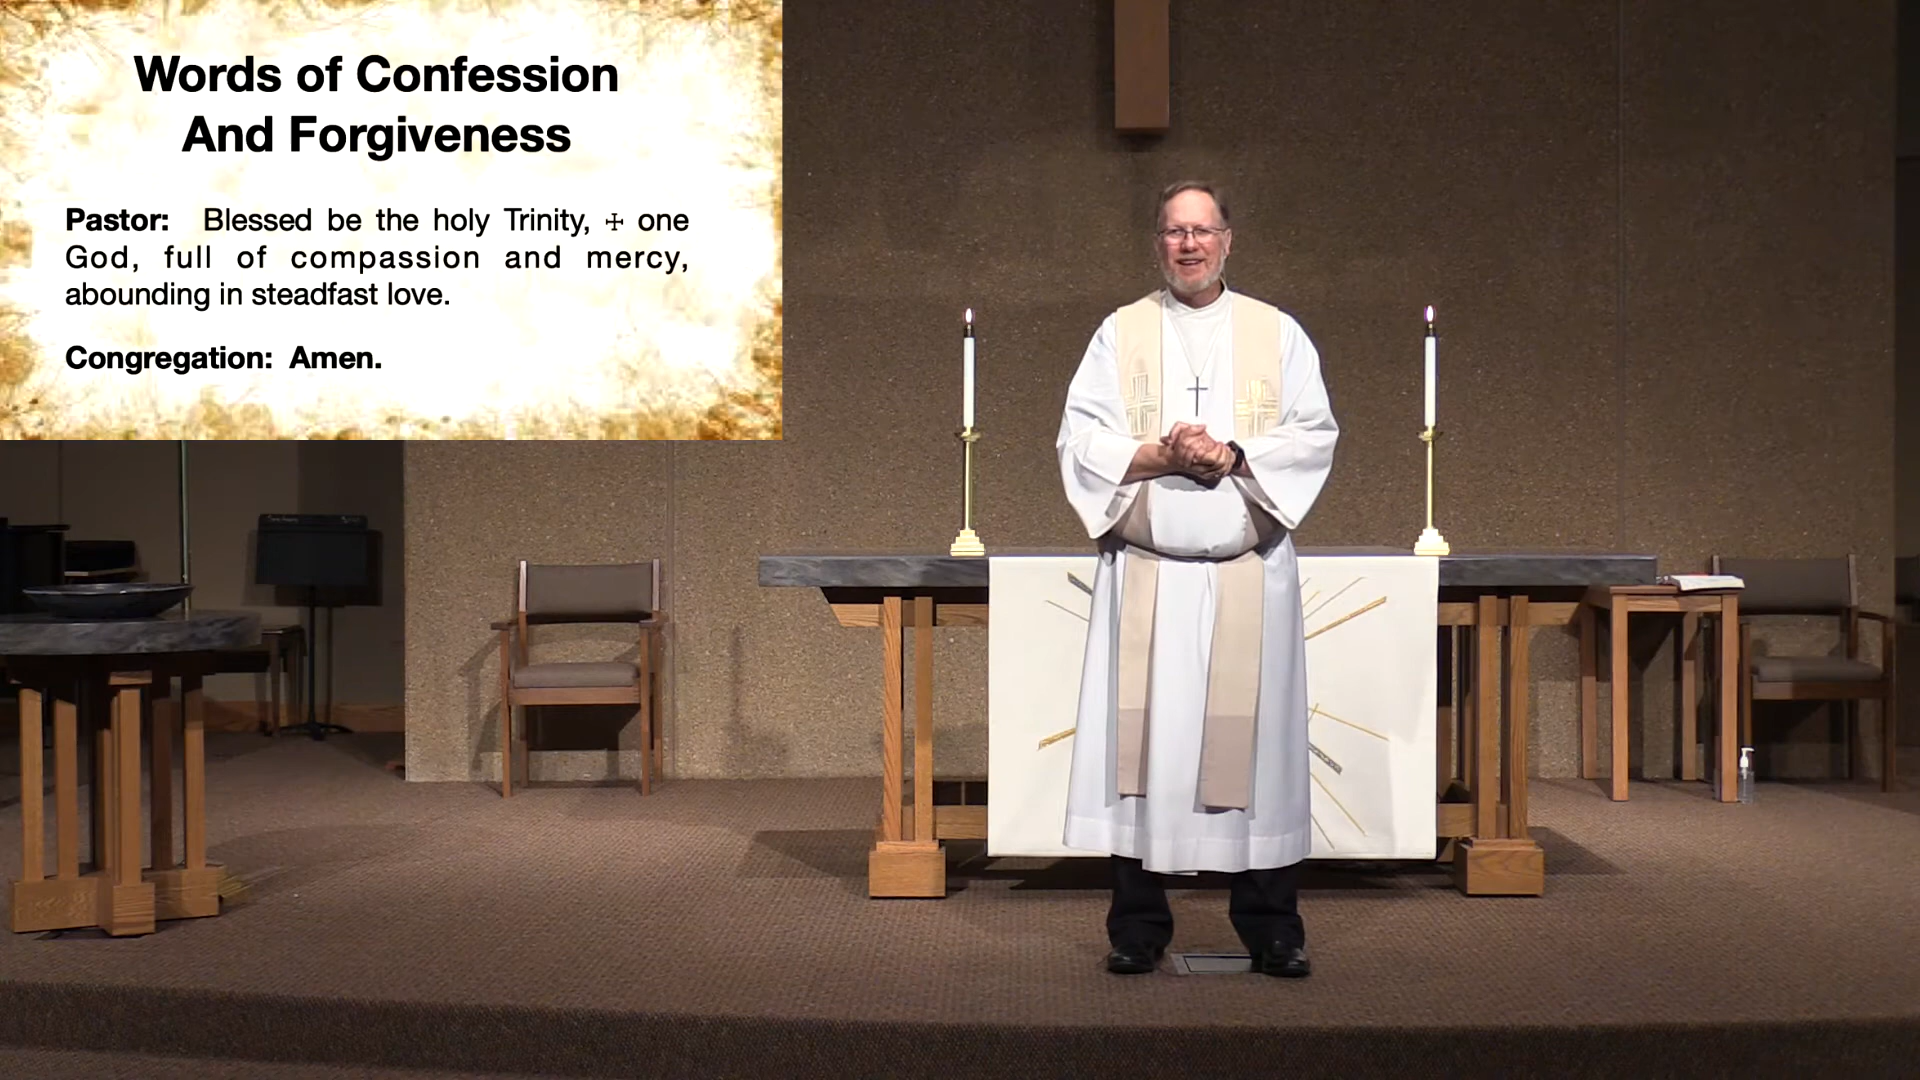 Words of Confession
And Forgiveness
Pastor: Blessed be the holy Trinity, ☩ one
God, full of compassion and mercy,
abounding in steadfast love.
Congregation: Amen.